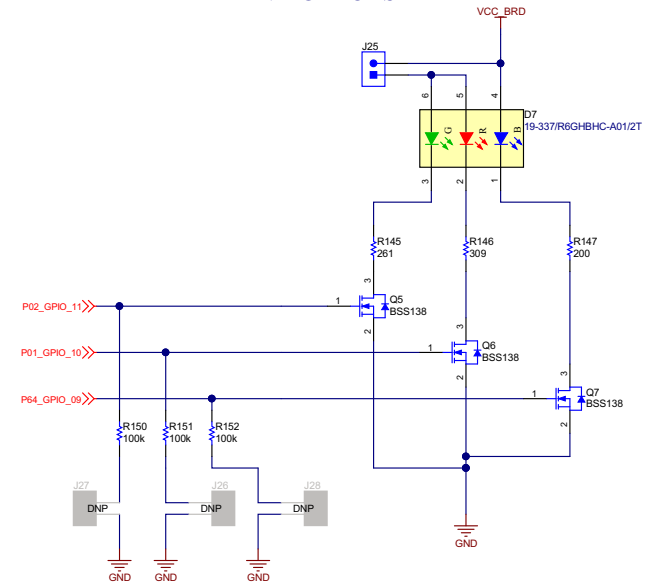 VCC_BRD
J25
6
5
4
D7
19-337/R6GHBHC-A01/2T
G
R
B
3
2
1
R145
261
R146
309
R147
200
3
Q5
BSS138
P02_GPIO_11
1
2
3
Q6
BSS138
P01_GPIO_10
1
2
3
Q7
BSS138
P64_GPIO_09
1
2
R150
100k
R151
100k
R152
100k
J27
J26
J28
DNP
DNP
DNP
GND
GND
GND
GND